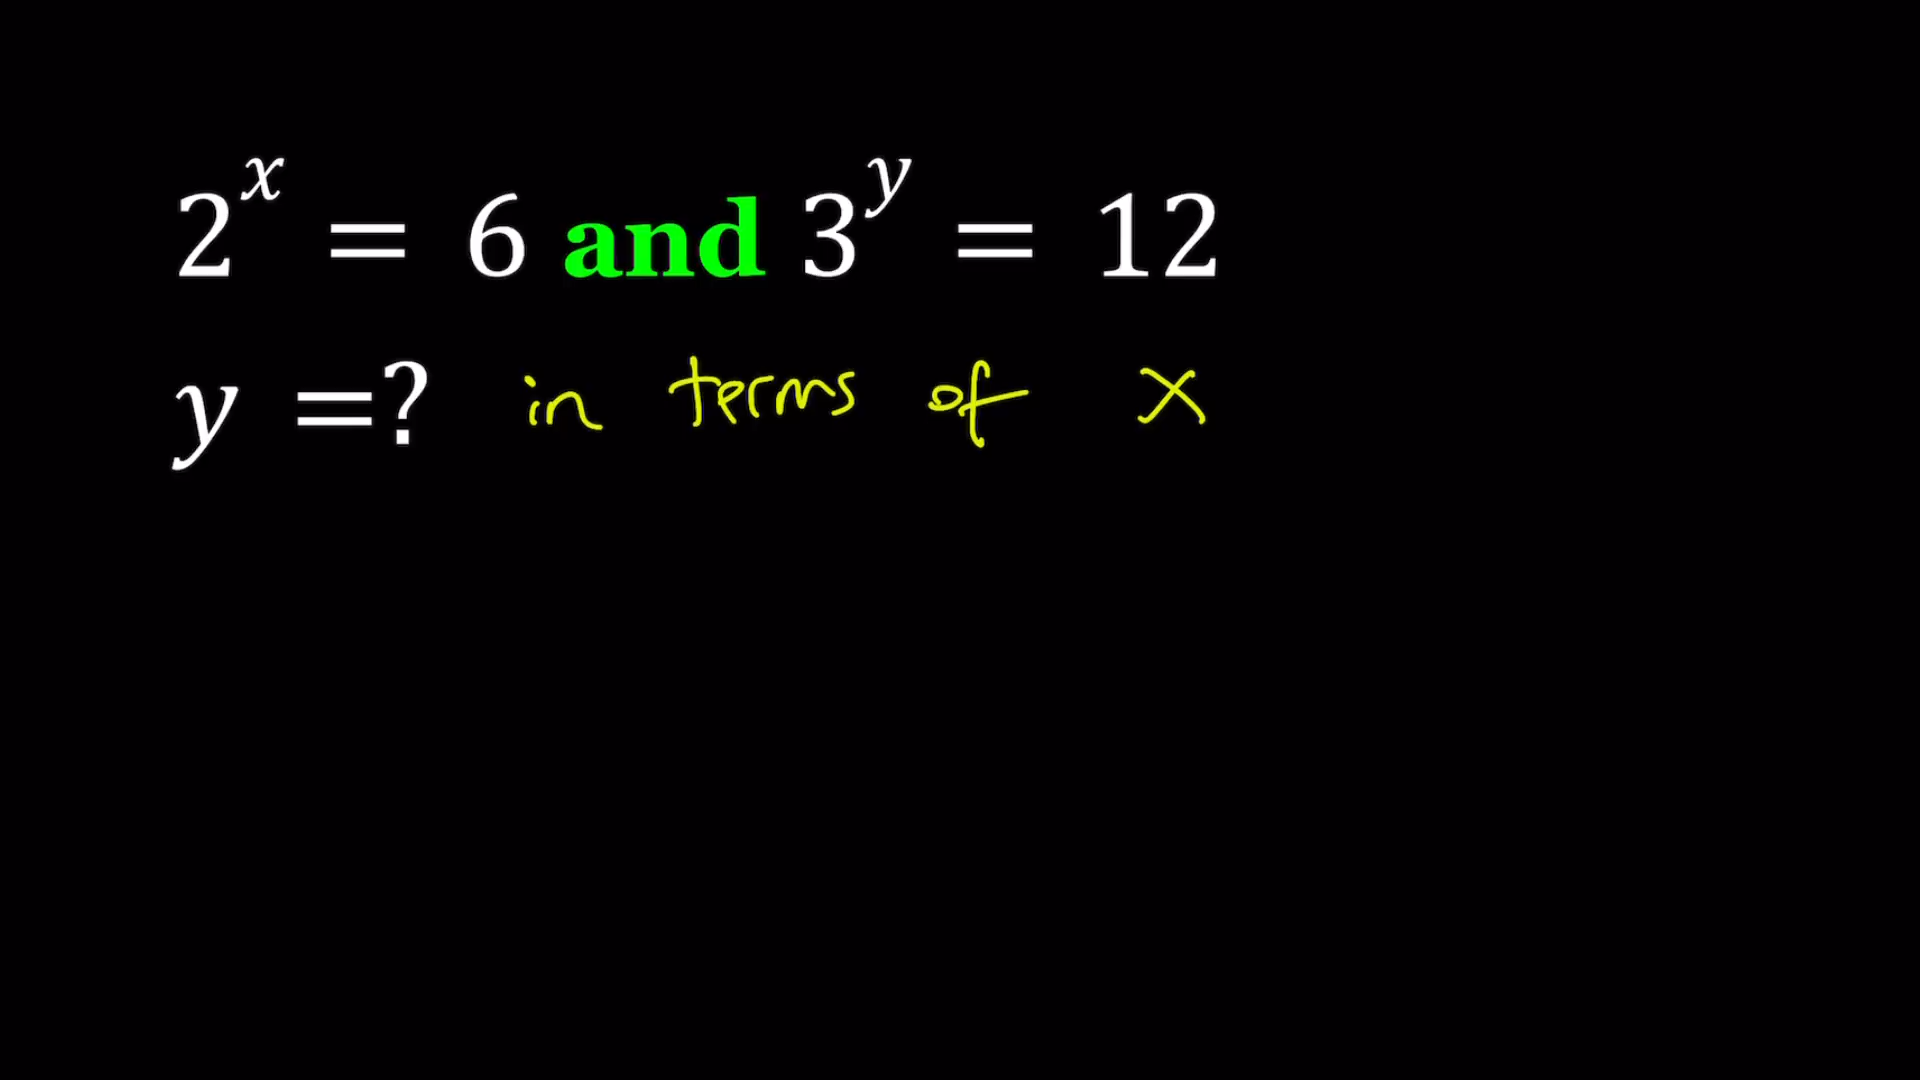 2^x = 6 and 3^y = 12
y =? in terms of x